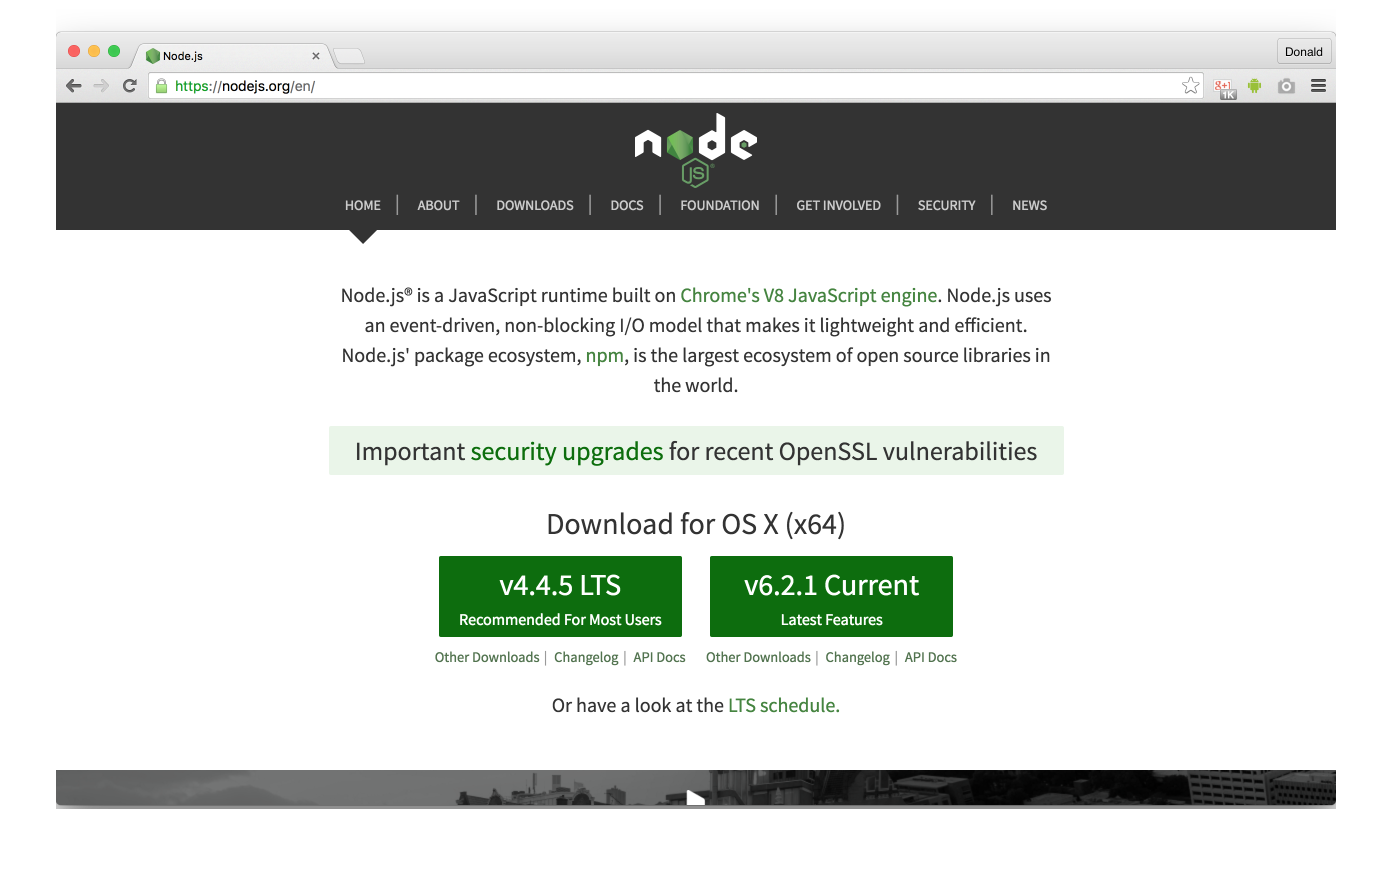 Node.js
Donald
https://nodejs.org/en/
g+1
1K
node
JS
HOME | ABOUT | DOWNLOADS | DOCS | FOUNDATION | GET INVOLVED | SECURITY | NEWS
Node.js® is a JavaScript runtime built on Chrome's V8 JavaScript engine. Node.js uses
an event-driven, non-blocking I/O model that makes it lightweight and efficient.
Node.js' package ecosystem, npm, is the largest ecosystem of open source libraries in
the world.
Important security upgrades for recent OpenSSL vulnerabilities
Download for OS X (x64)
v4.4.5 LTS
Recommended For Most Users
Other Downloads | Changelog | API Docs
v6.2.1 Current
Latest Features
Other Downloads | Changelog | API Docs
Or have a look at the LTS schedule.